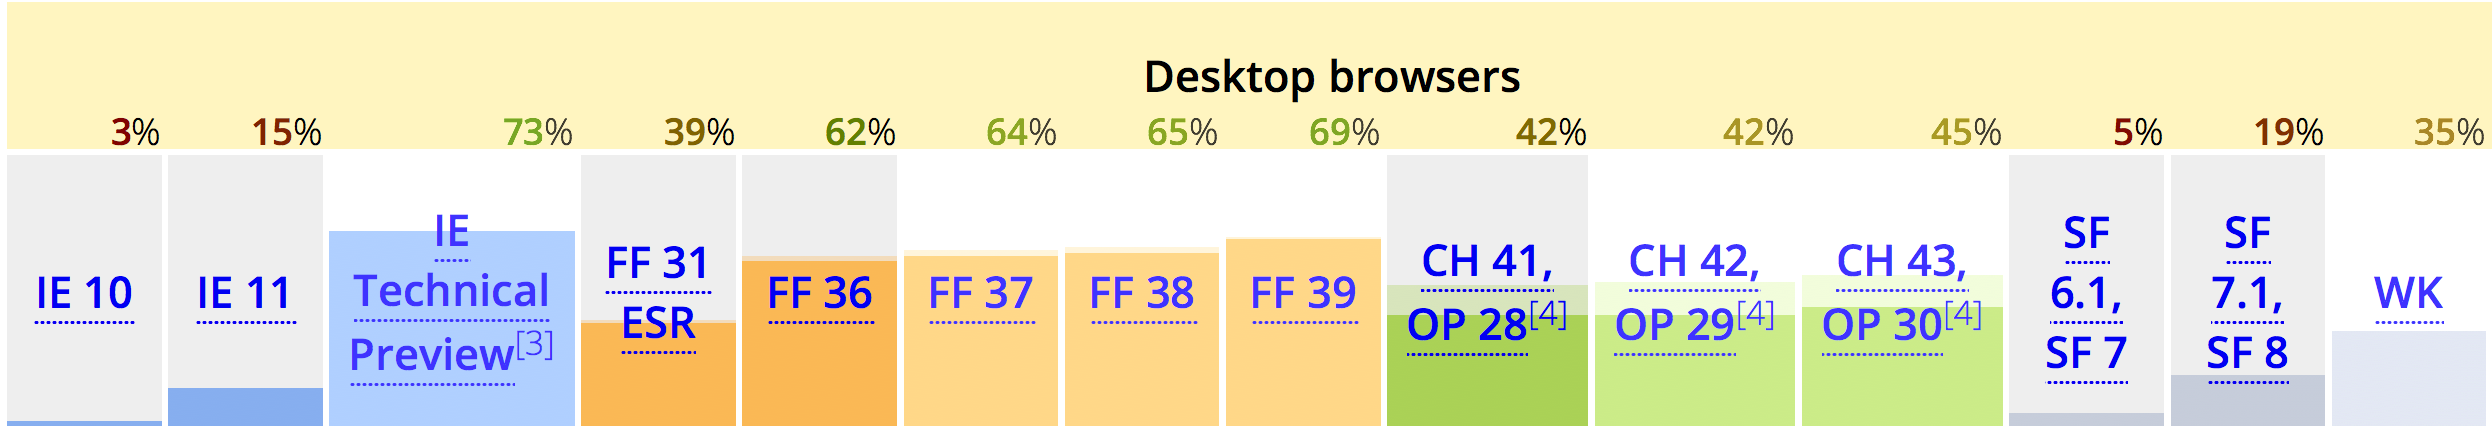 Desktop browsers
3% 15% 73% 39% 62% 64% 65% 69% 42% 42% 45% 5% 19% 35%
IE 10
IE 11
IE
Technical
Preview[3]
FF 31
ESR
FF 36
FF 37
FF 38
FF 39
CH 41,
OP 28[4]
CH 42,
OP 29[4]
CH 43,
OP 30[4]
SF
6.1,
SF 7
SF
7.1,
SF 8
WK